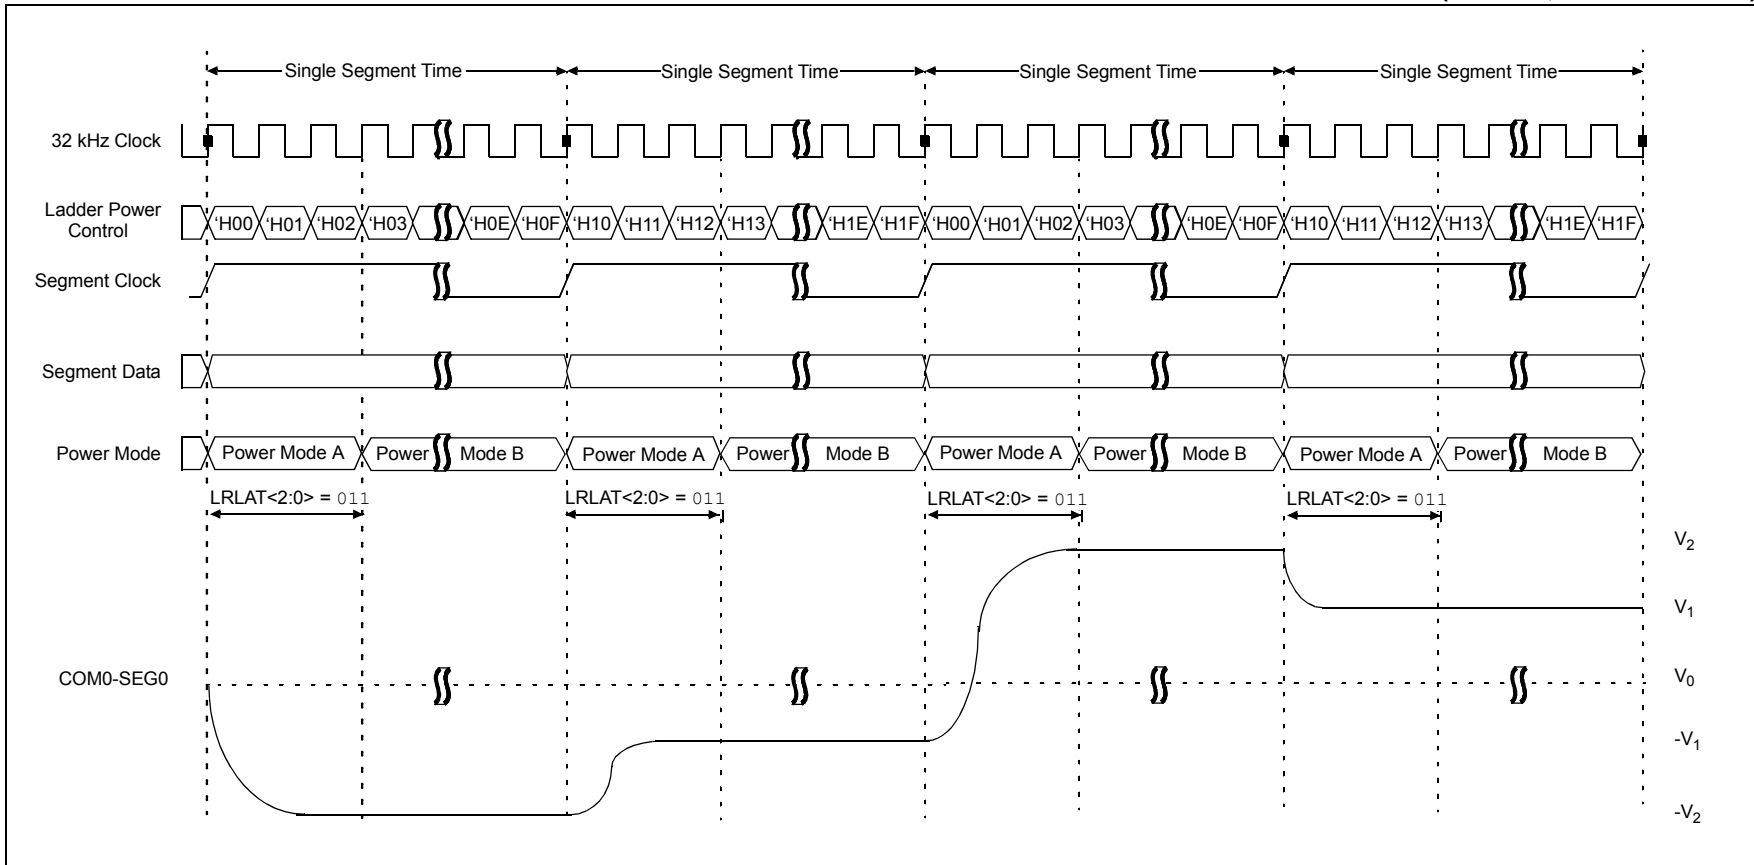 Single Segment Time Single Segment Time Single Segment Time Single Segment Time
32 kHz Clock
Ladder Power
Control
‘H00 ‘H01 ‘H02 ‘H03 ‘H0E ‘H0F ‘H10 ‘H11 ‘H12 ‘H13 ‘H1E ‘H1F ‘H00 ‘H01 ‘H02 ‘H03 ‘H0E ‘H0F ‘H10 ‘H11 ‘H12 ‘H13 ‘H1E ‘H1F
Segment Clock
Segment Data
Power Mode Power Mode A Power Mode B Power Mode A Power Mode B Power Mode A Power Mode B Power Mode A Power Mode B
LRLAT<2:0> = 011 LRLAT<2:0> = 011 LRLAT<2:0> = 011 LRLAT<2:0> = 011
V2
V1
COM0-SEG0 V0
-V1
-V2